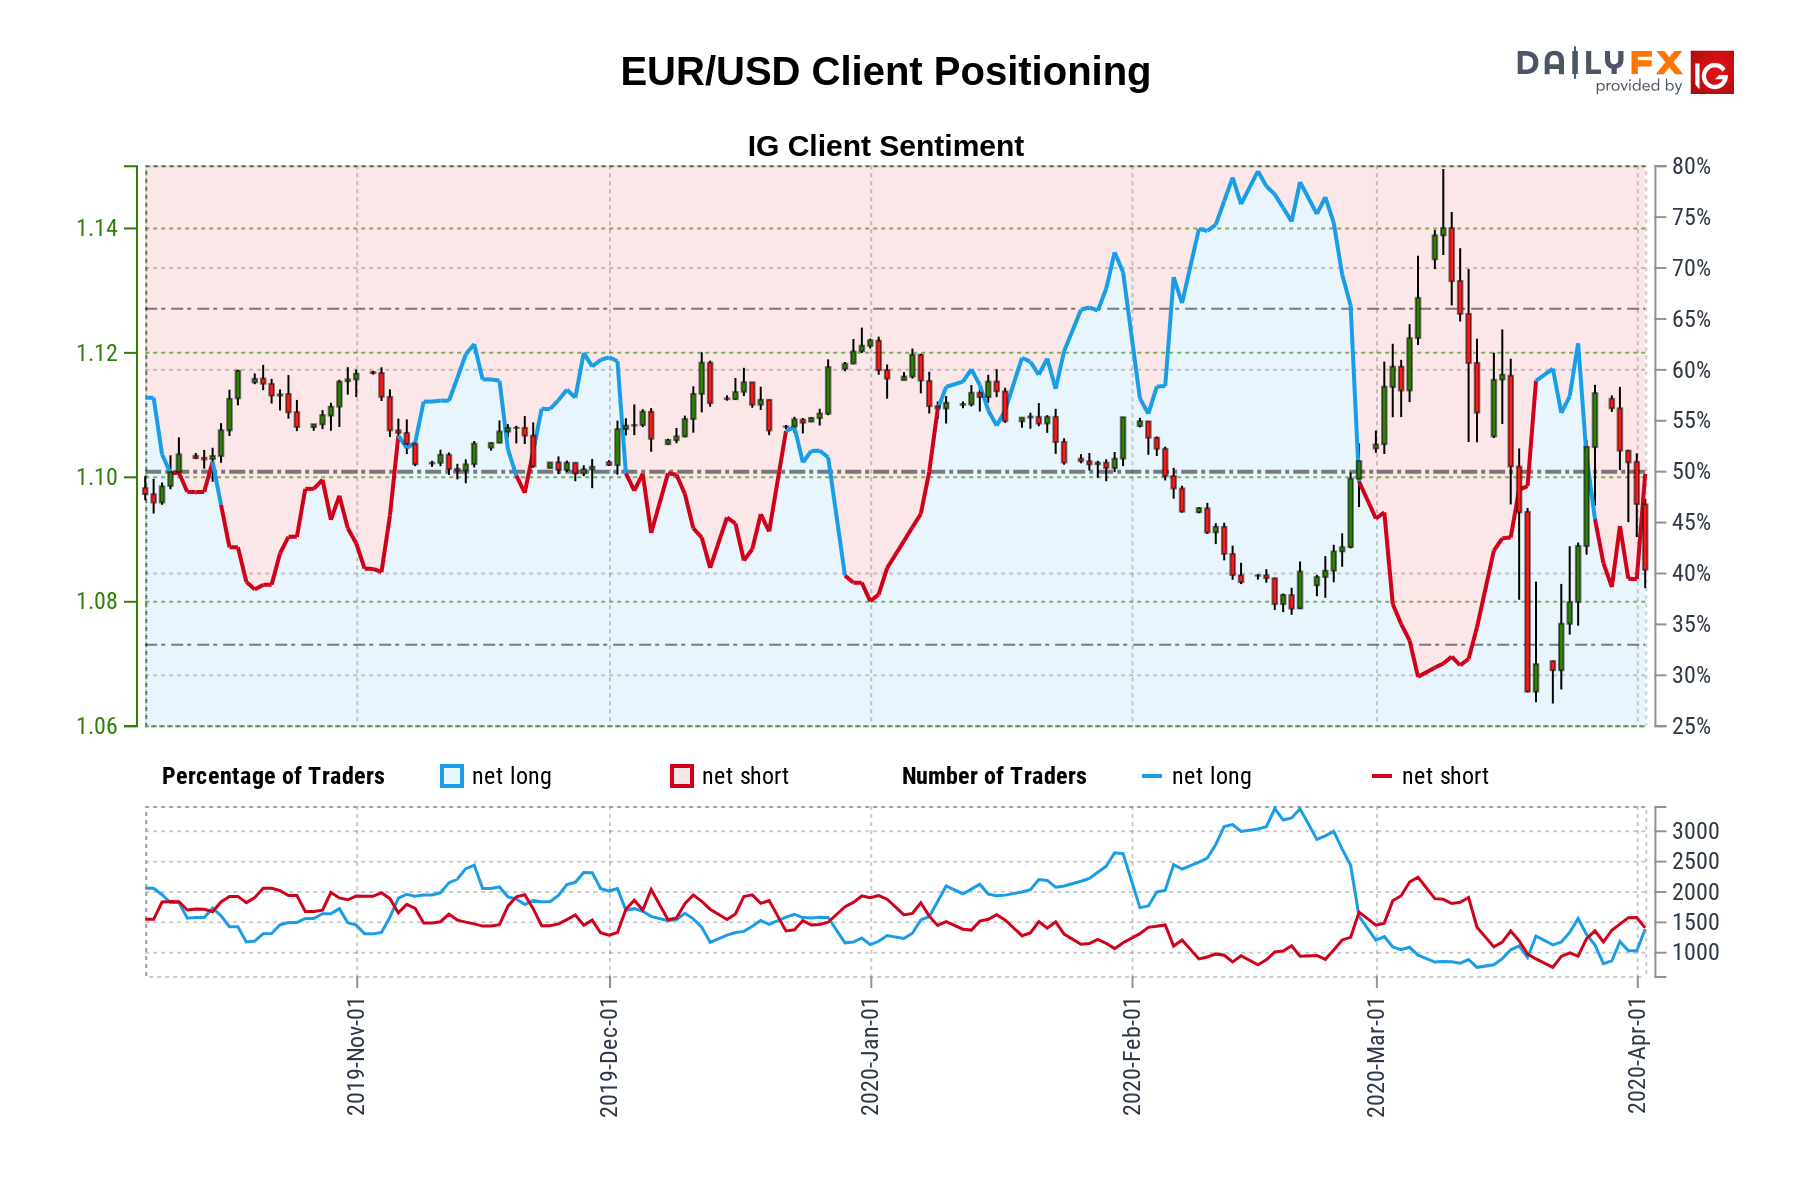 EUR/USD Client Positioning
DAILYFX
provided by
IG
IG Client Sentiment
1.14
1.12
1.10
1.08
1.06
80%
75%
70%
65%
60%
55%
50%
45%
40%
35%
30%
25%
Percentage of Traders net long net short Number of Traders net long net short
3000
2500
2000
1500
1000
2019-Nov-01
2019-Dec-01
2020-Jan-01
2020-Feb-01
2020-Mar-01
2020-Apr-01